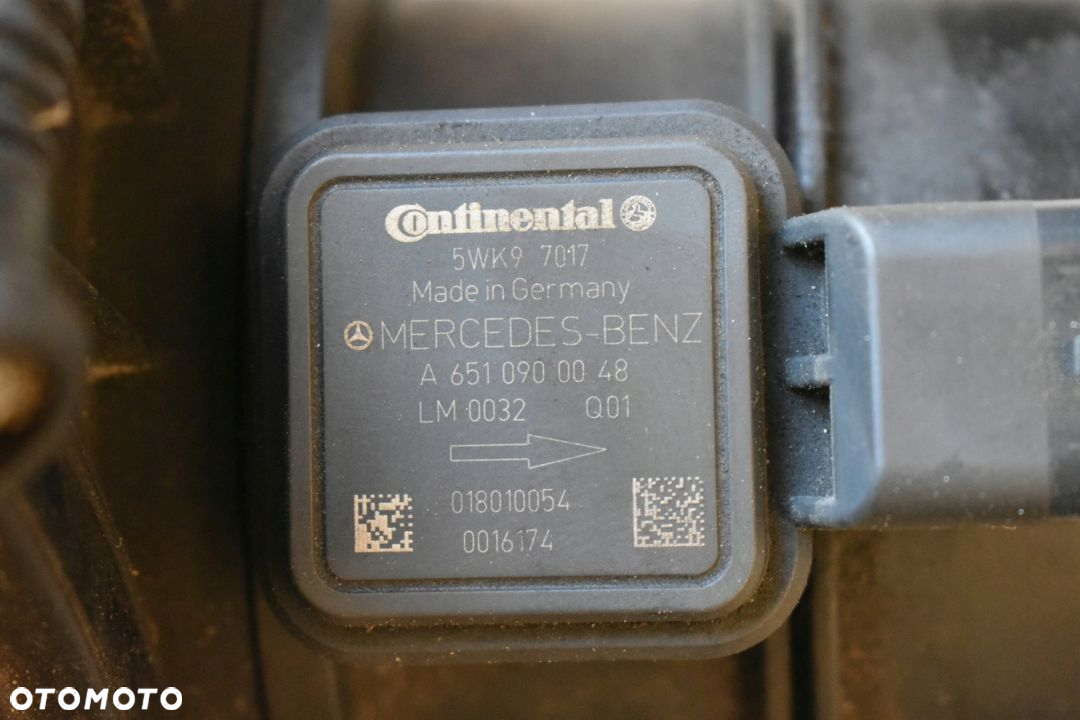 Continental
5WK9 7017
Made in Germany
MERCEDES-BENZ
A 651 090 00 48
LM 0032 Q01
018010054
0016174
OTOMOTO